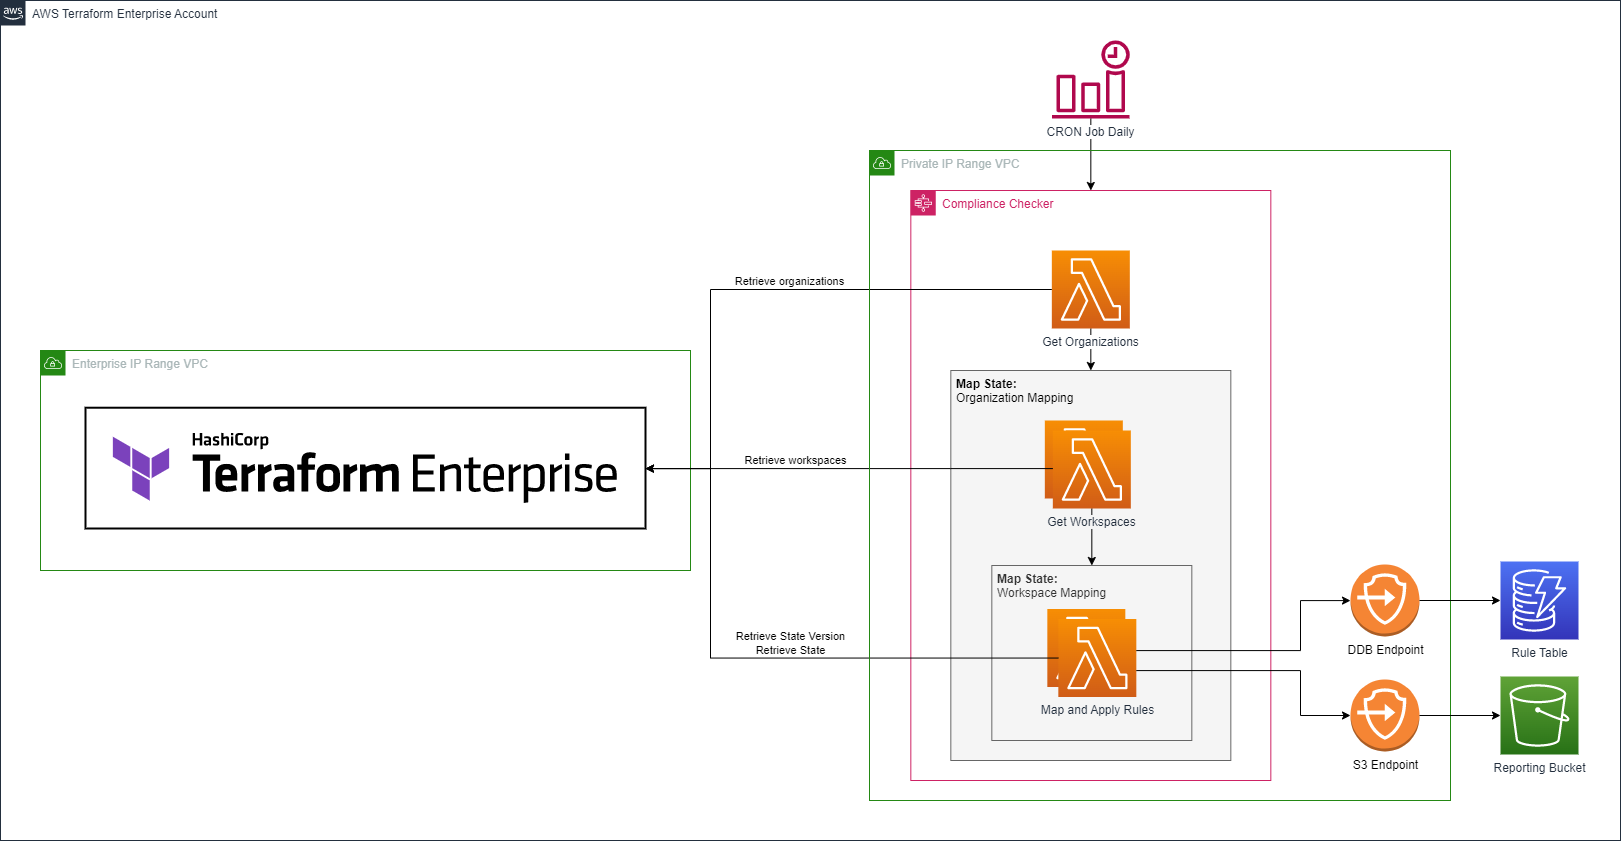 aws
AWS Terraform Enterprise Account
CRON Job Daily
Private IP Range VPC
Compliance Checker
Retrieve organizations
Get Organizations
Enterprise IP Range VPC
Map State:
Organization Mapping
HashiCorp
Terraform Enterprise
Retrieve workspaces
Get Workspaces
Map State:
Workspace Mapping
Retrieve State Version
Retrieve State
Map and Apply Rules
DDB Endpoint
Rule Table
S3 Endpoint
Reporting Bucket